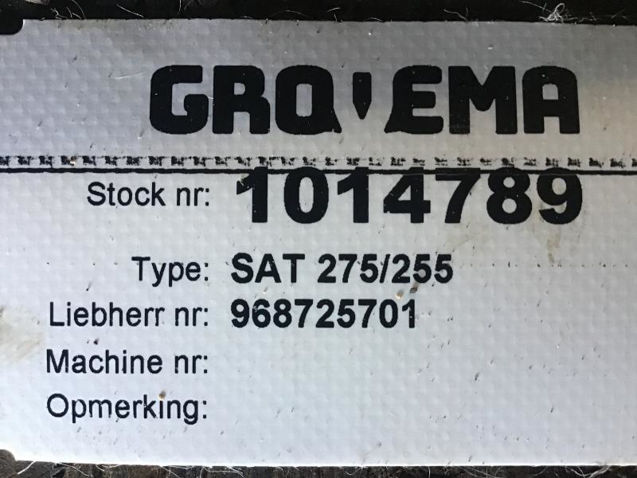 GROVEMA
Stock nr: 1014789
Type: SAT 275/255
Liebherr nr: 968725701
Machine nr:
Opmerking: